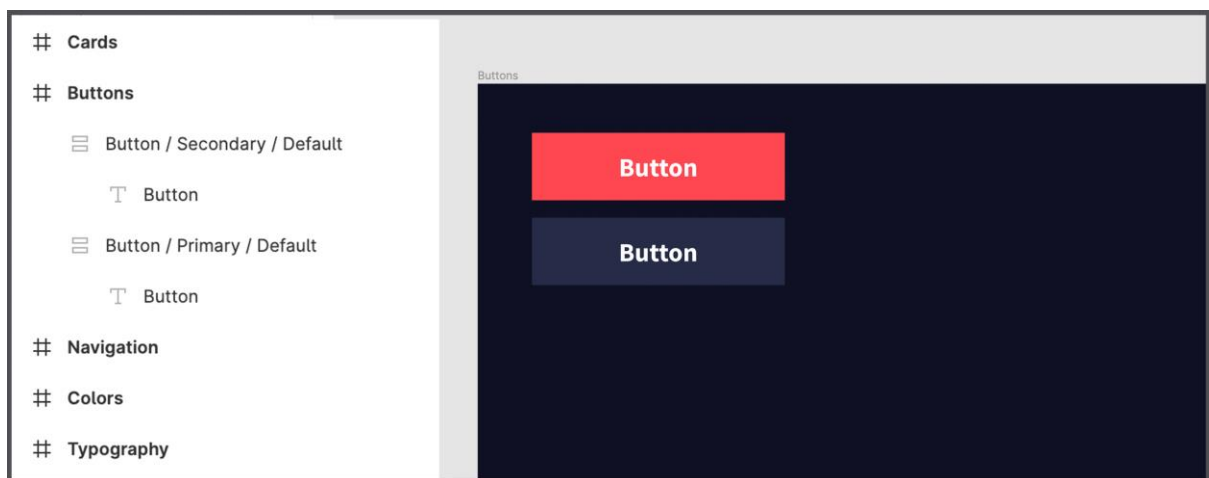 Cards
Buttons
Button / Secondary / Default
Button
Button / Primary / Default
Button
Navigation
Colors
Typography
Buttons
Button
Button